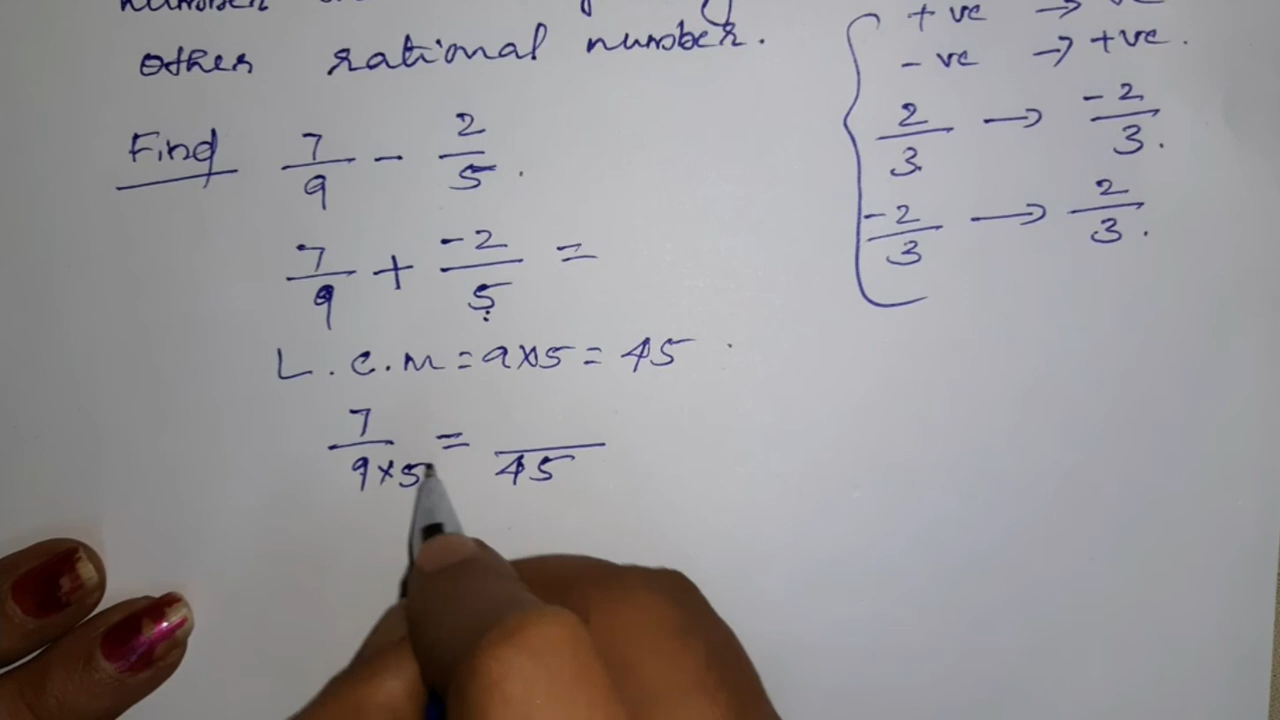 other rational number.
Find 7/9 - 2/5.
7/9 + -2/5 =
L.C.M = 9x5 = 45
7/9x5 = /45
+ve →
-ve → +ve.
2/3 → -2/3.
-2/3 → 2/3.